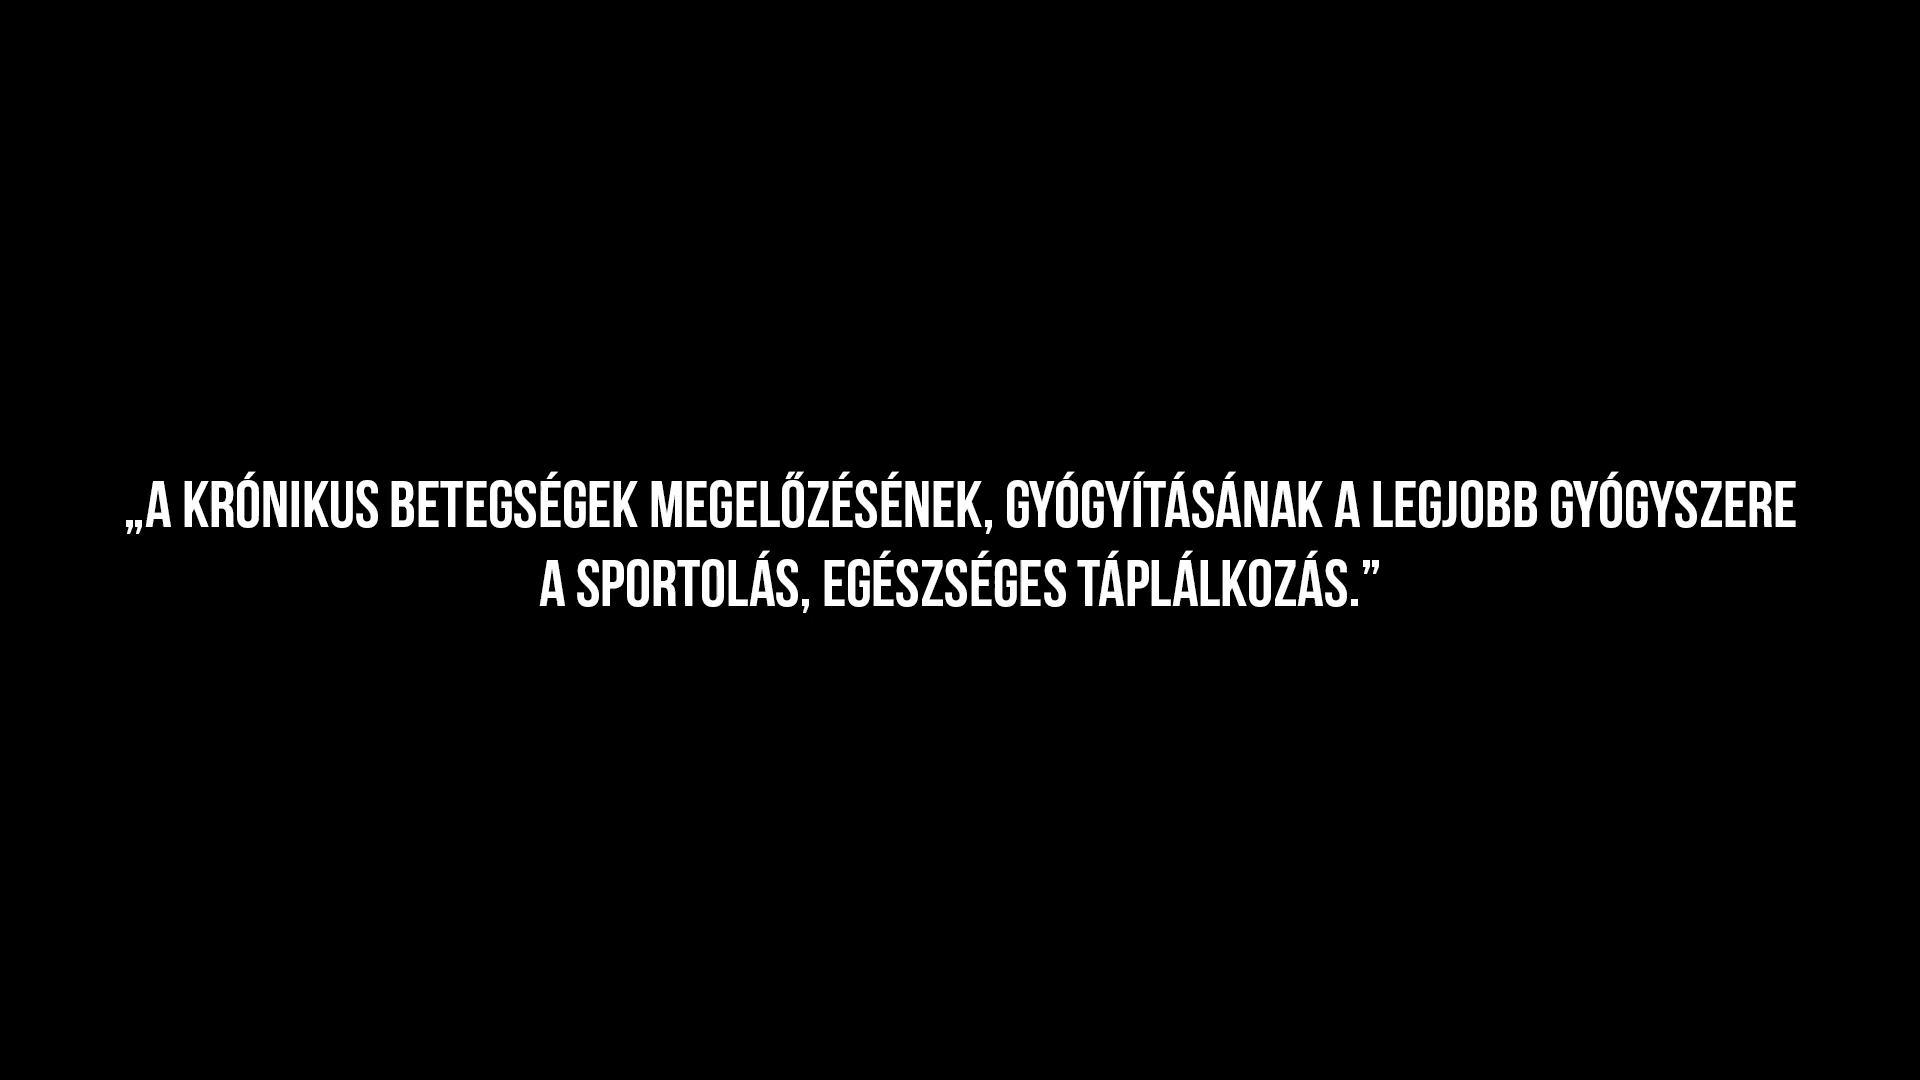 „A KRÓNIKUS BETEGSÉGEK MEGELŐZÉSÉNEK, GYÓGYÍTÁSÁNAK A LEGJOBB GYÓGYSZERE
A SPORTOLÁS, EGÉSZSÉGES TÁPLÁLKOZÁS.”